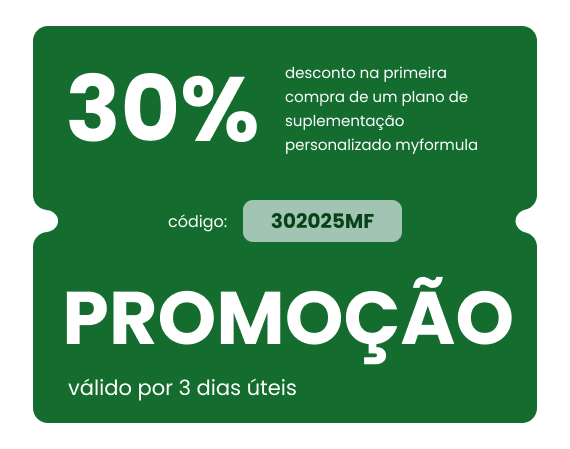 30%
desconto na primeira
compra de um plano de
suplementação
personalizado myformula
código: 302025MF
PROMOÇÃO
válido por 3 dias úteis